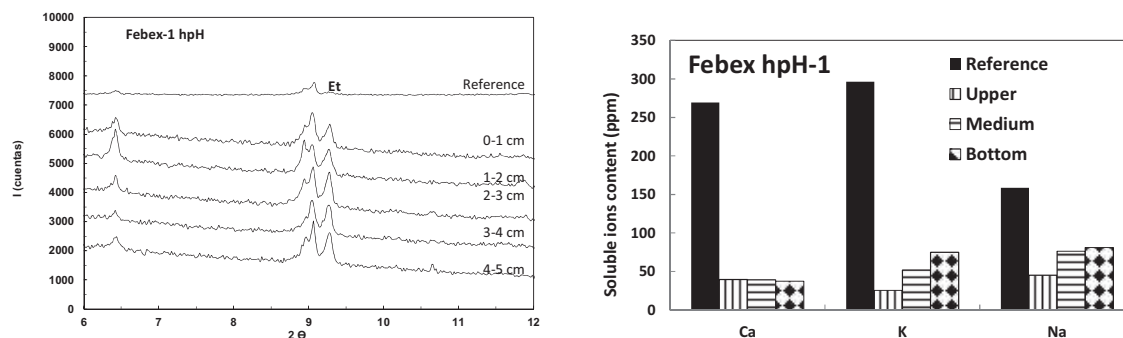 Febex-1 hpH
10000
9000
8000
7000
6000
5000
4000
3000
2000
1000
0
I (cuentas)
Reference
Et
0-1 cm
1-2 cm
2-3 cm
3-4 cm
4-5 cm
6 7 8 9 10 11 12
2 Θ
Febex hpH-1
350
300
250
200
150
100
50
0
Soluble ions content (ppm)
Reference
Upper
Medium
Bottom
Ca K Na